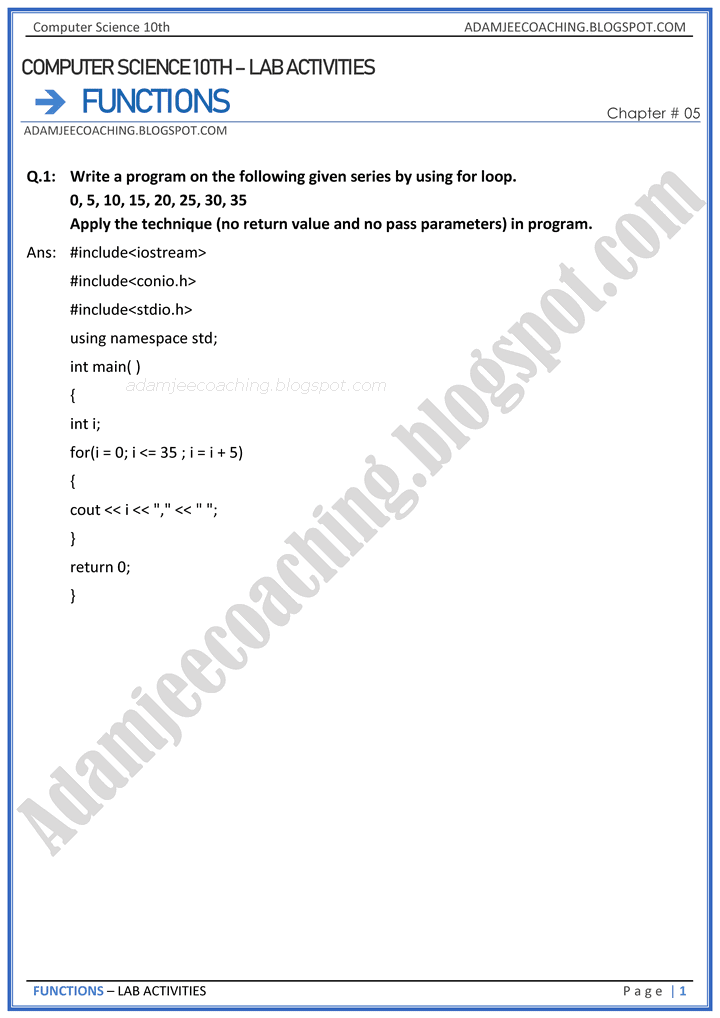 Computer Science 10th ADAMJEECOACHING.BLOGSPOT.COM
COMPUTER SCIENCE 10TH – LAB ACTIVITIES
FUNCTIONS
Chapter # 05
ADAMJEECOACHING.BLOGSPOT.COM
Q.1: Write a program on the following given series by using for loop.
0, 5, 10, 15, 20, 25, 30, 35
Apply the technique (no return value and no pass parameters) in program.
Ans: #include<iostream>
#include<conio.h>
#include<stdio.h>
using namespace std;
int main( )
adamjeecoaching.blogspot.com
{
int i;
for(i = 0; i <= 35 ; i = i + 5)
{
cout << i << "," << " ";
}
return 0;
}
Adamjeecoaching.blogspot.com
FUNCTIONS – LAB ACTIVITIES Page | 1